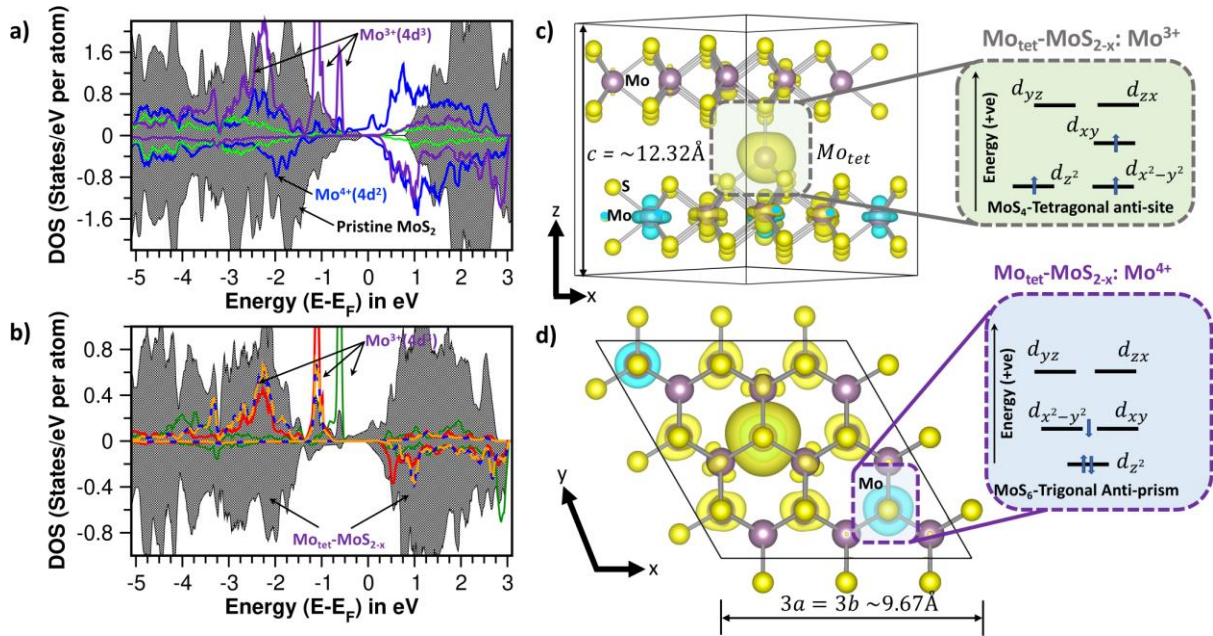 a)
DOS (States/eV per atom)
1.6
0.8
0
-0.8
-1.6
Mo³⁺(4d³)
Mo⁴⁺(4d²)
Pristine MoS₂
-5 -4 -3 -2 -1 0 1 2 3
Energy (E-E_F) in eV
b)
DOS (States/eV per atom)
0.8
0.4
0
-0.4
-0.8
Mo_tet-MoS₂₋ₓ
-5 -4 -3 -2 -1 0 1 2 3
Energy (E-E_F) in eV
c)
Mo
c = ~12.32Å
Mo_tet
S
Mo
z
x
Mo_tet-MoS₂₋ₓ: Mo³⁺
Energy (+ve)
d_yz d_zx
d_xy
d_z² d_x²₋y²
MoS₄-Tetragonal anti-site
d)
Mo
y
x
3a = 3b ~9.67Å
Mo_tet-MoS₂₋ₓ: Mo⁴⁺
Energy (+ve)
d_yz d_zx
d_x²₋y² d_xy
d_z²
MoS₆-Trigonal Anti-prism